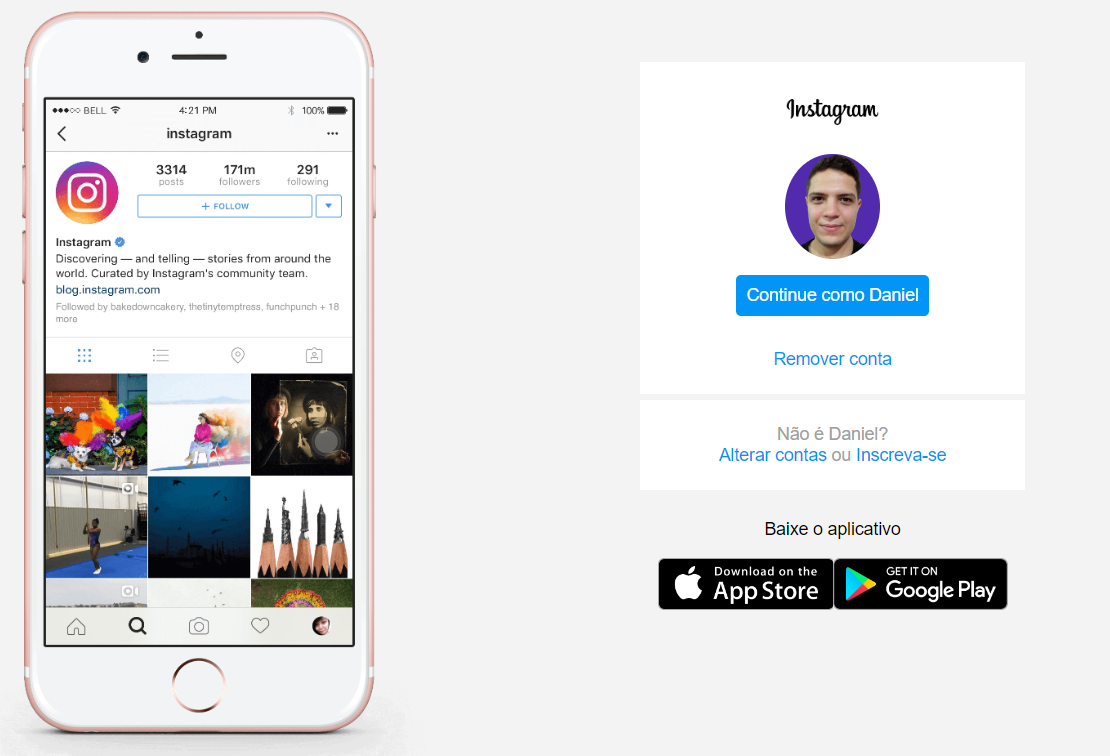 BELL 4:21 PM 100%
instagram
3314 171m 291
posts followers following
+ FOLLOW
Instagram
Discovering — and telling — stories from around the
world. Curated by Instagram's community team.
blog.instagram.com
Followed by bakedowncakery, thetinytemptress, funchpunch + 18
more
Instagram
Continue como Daniel
Remover conta
Não é Daniel?
Alterar contas ou Inscreva-se
Baixe o aplicativo
Download on the
App Store
GET IT ON
Google Play